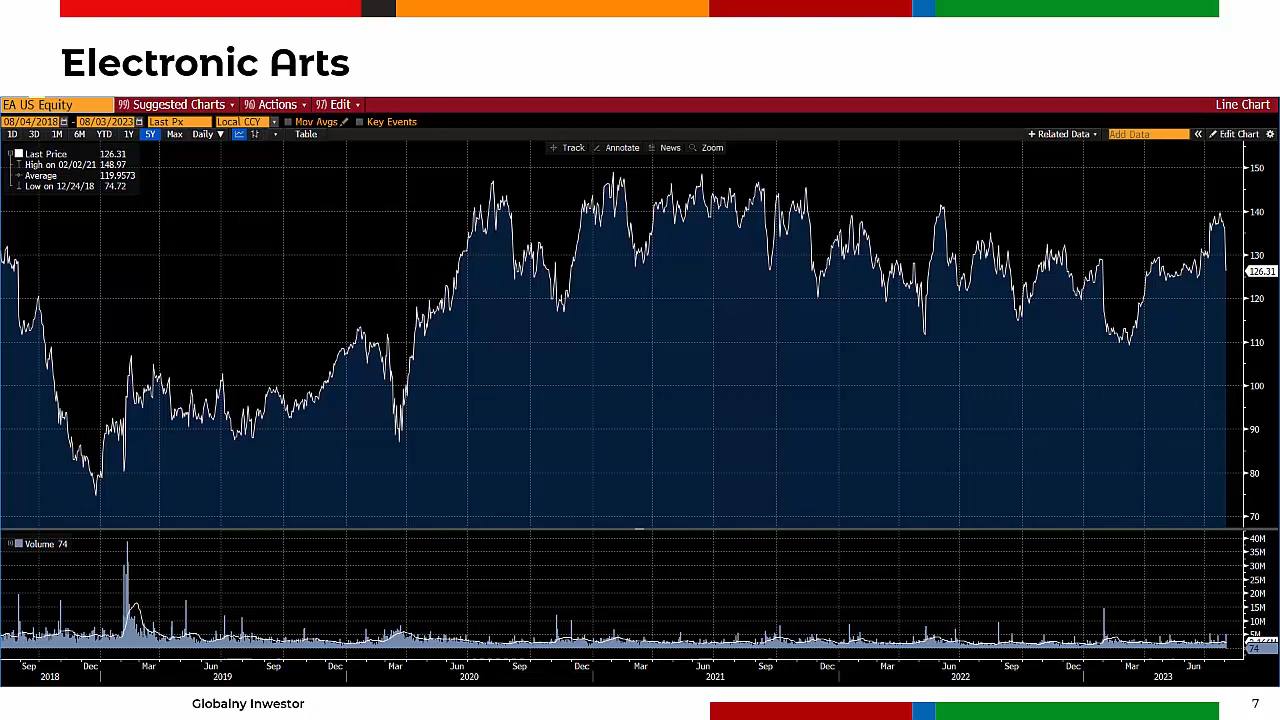 Electronic Arts
EA US Equity 99) Suggested Charts 96) Actions 97) Edit Line Chart
08/04/2018 - 08/03/2023 Last Px Local CCY Mov Avgs Key Events
1D 3D 1M 6M YTD 1Y 5Y Max Daily ▼ Table + Related Data Add Data « Edit Chart
Track Annotate News Zoom
Last Price 126.31
High on 02/02/21 148.97
Average 119.9573
Low on 12/24/18 74.72
150
140
130
126.31
120
110
100
90
80
70
Volume 74
40M
35M
30M
25M
20M
15M
10M
5M
74
Sep Dec Mar Jun Sep Dec Mar Jun Sep Dec Mar Jun Sep Dec Mar Jun Sep Dec Mar Jun
2018 2019 2020 2021 2022 2023
Globalny Investor 7